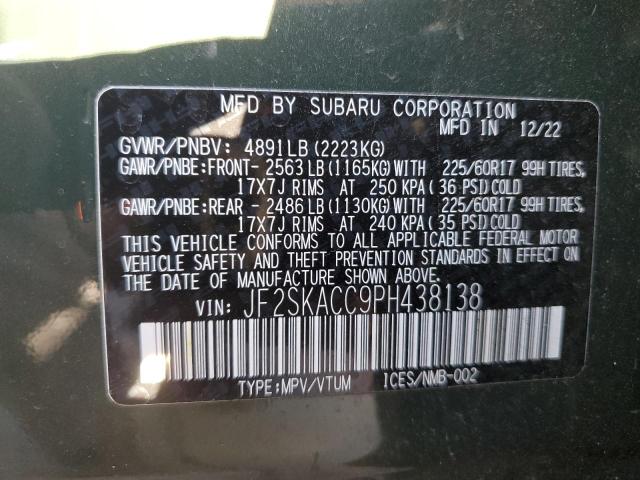 MFD BY SUBARU CORPORATION
MFD IN 12/22
GVWR/PNBV: 4891LB (2223KG)
GAWR/PNBE:FRONT- 2563LB (1165KG)WITH 225/60R17 99H TIRES,
17X7J RIMS AT 250 KPA( 36 PSI)COLD
GAWR/PNBE:REAR - 2486LB (1130KG)WITH 225/60R17 99H TIRES,
17X7J RIMS AT 240 KPA( 35 PSI)COLD
THIS VEHICLE CONFORMS TO ALL APPLICABLE FEDERAL MOTOR
VEHICLE SAFETY AND THEFT PREVENTION STANDARDS IN EFFECT ON
THE DATE OF MANUFACTURE SHOWN ABOVE.
VIN: JF2SKACC9PH438138
TYPE:MPV/VTUM ICES/NMB-002